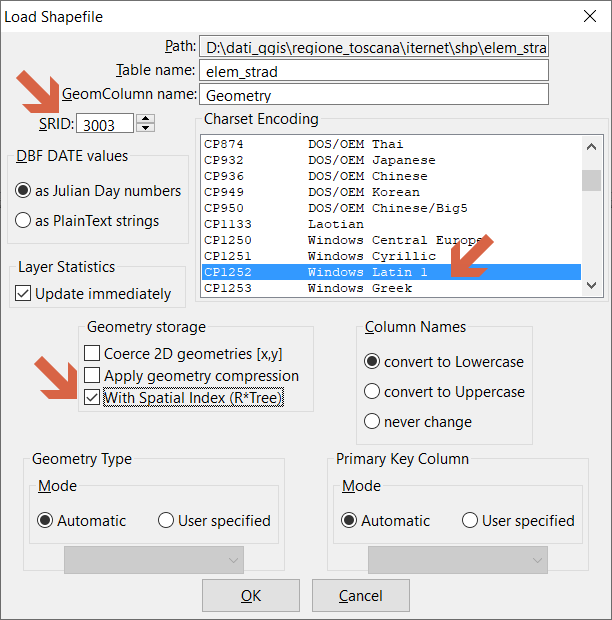 Load Shapefile
Path: D:\dati_qgis\regione_toscana\iternet\shp\elem_stra
Table name: elem_strad
GeomColumn name: Geometry
SRID: 3003
Charset Encoding
CP874 DOS/OEM Thai
CP932 DOS/OEM Japanese
CP936 DOS/OEM Chinese
CP949 DOS/OEM Korean
CP950 DOS/OEM Chinese/Big5
CP1133 Laotian
CP1250 Windows Central Europe
CP1251 Windows Cyrillic
CP1252 Windows Latin 1
CP1253 Windows Greek
DBF DATE values
as Julian Day numbers
as PlainText strings
Layer Statistics
Update immediately
Geometry storage
Coerce 2D geometries [x,y]
Apply geometry compression
With Spatial Index (R*Tree)
Column Names
convert to Lowercase
convert to Uppercase
never change
Geometry Type
Mode
Automatic User specified
Primary Key Column
Mode
Automatic User specified
OK Cancel